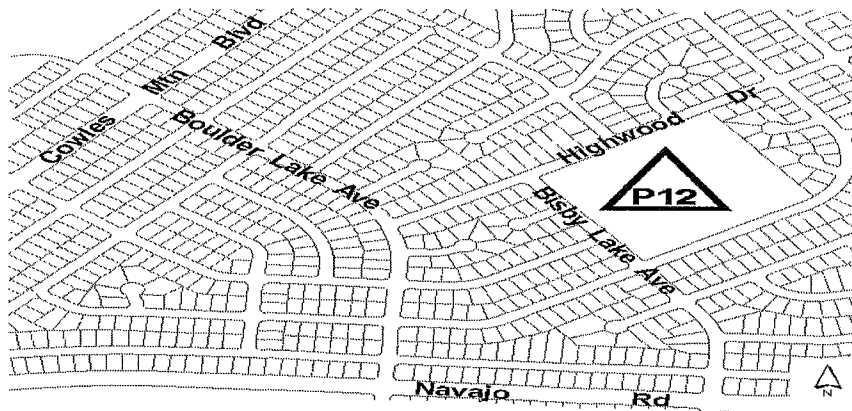 Cowles Mtn Blvd
Boulder Lake Ave
Highwood Dr
P12
Bisby Lake Ave
Navajo Rd
N